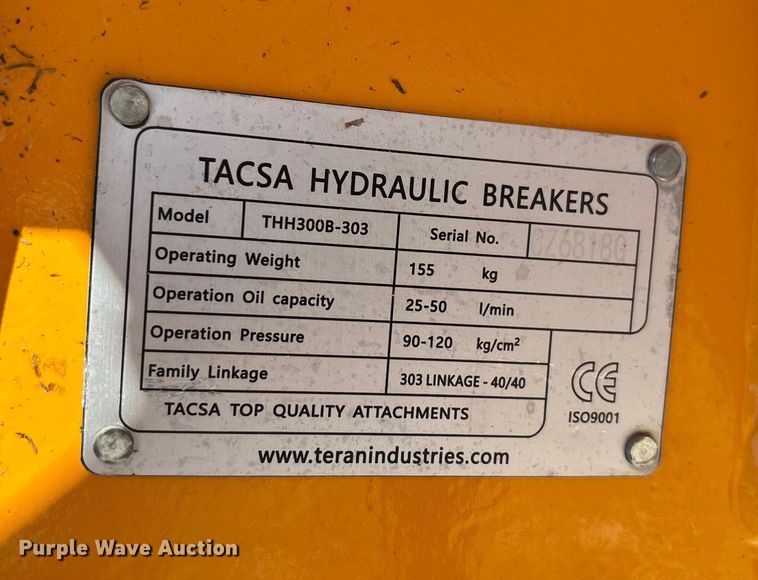 TACSA HYDRAULIC BREAKERS
Model THH300B-303 Serial No.
Operating Weight 155 kg
Operation Oil capacity 25-50 l/min
Operation Pressure 90-120 kg/cm²
Family Linkage 303 LINKAGE - 40/40
TACSA TOP QUALITY ATTACHMENTS
CE
ISO9001
www.teranindustries.com
Purple Wave Auction